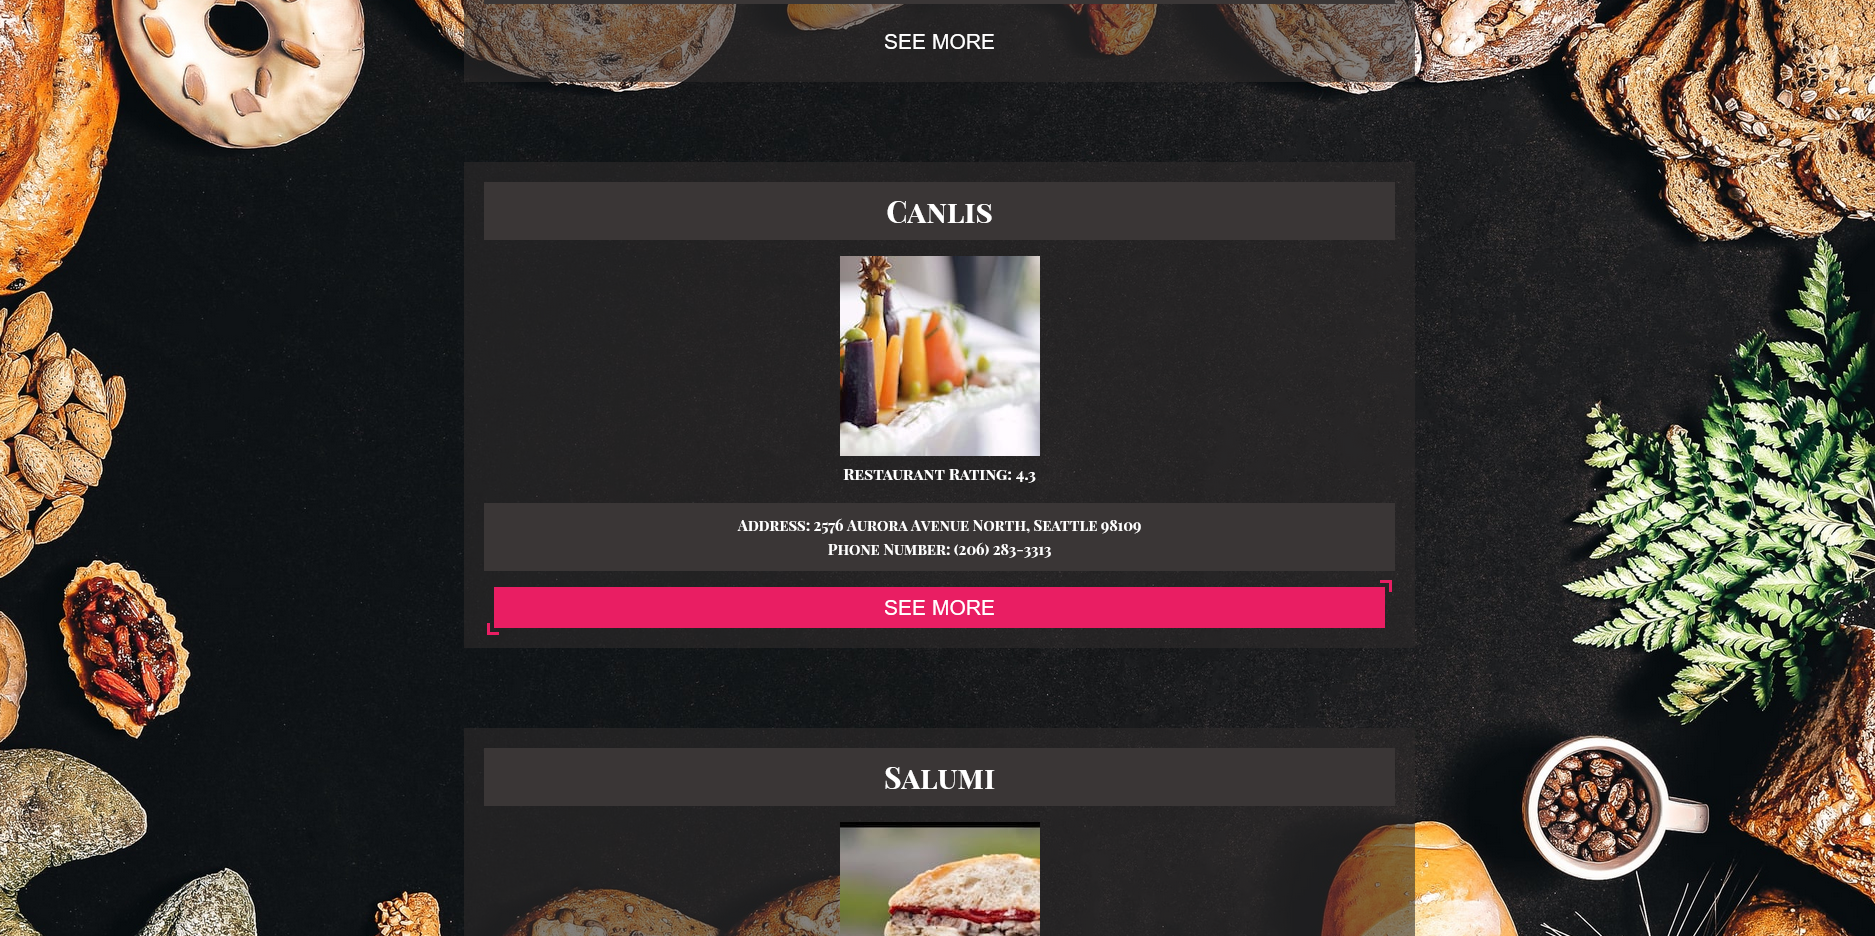 SEE MORE
Canlis
Restaurant Rating: 4.3
Address: 2576 Aurora Avenue North, Seattle 98109
Phone Number: (206) 283-3313
SEE MORE
Salumi